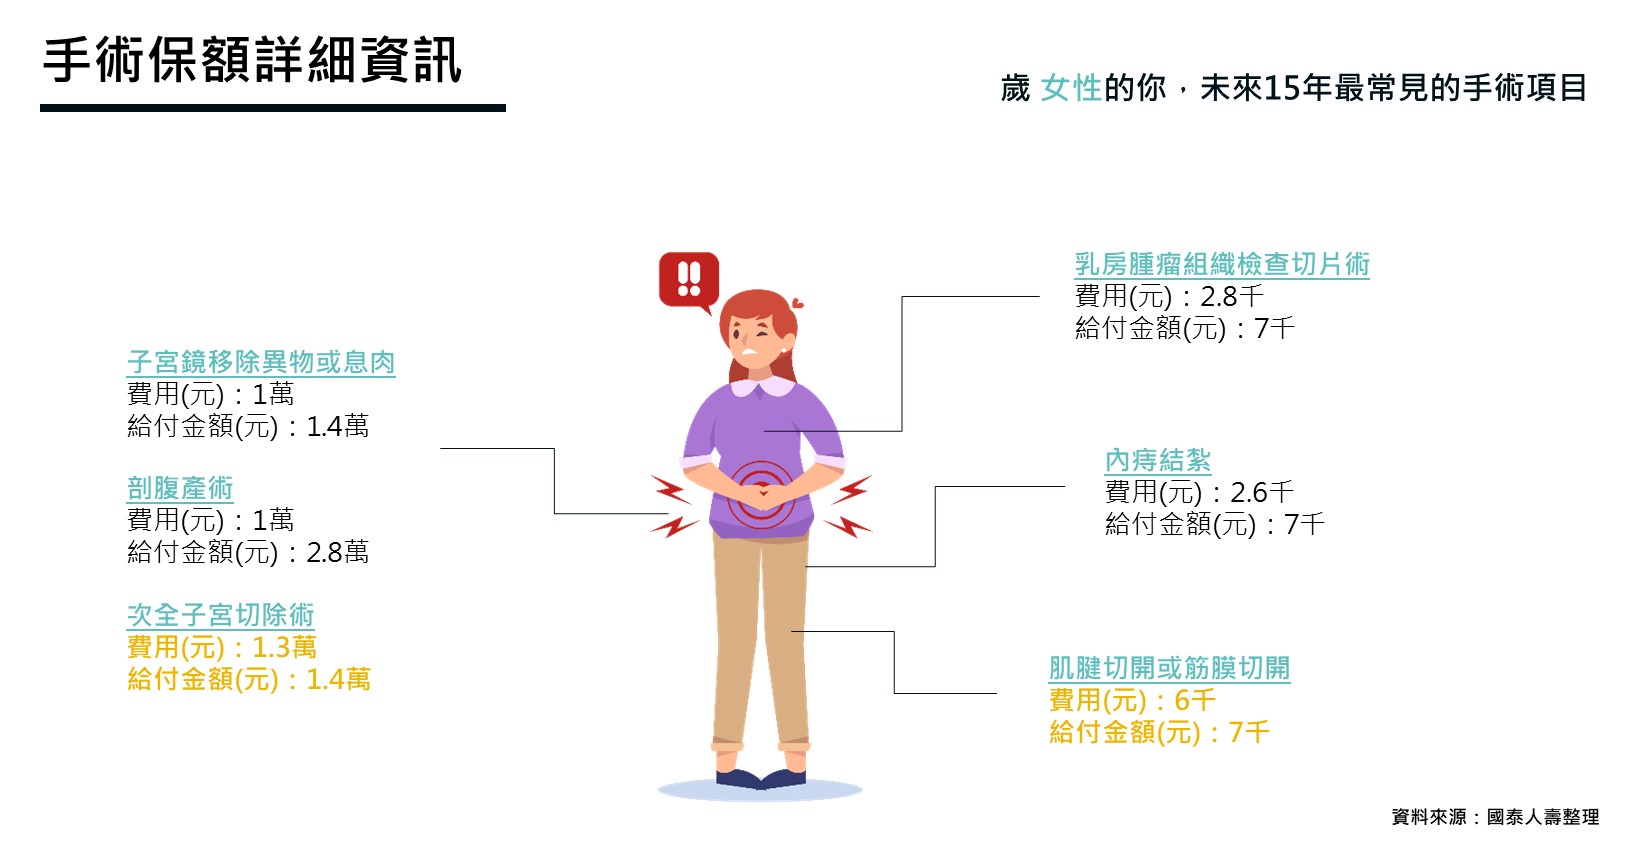 手術保額詳細資訊
歲 女性的你，未來15年最常見的手術項目
子宮鏡移除異物或息肉
費用(元)：1萬
給付金額(元)：1.4萬
剖腹產術
費用(元)：1萬
給付金額(元)：2.8萬
次全子宮切除術
費用(元)：1.3萬
給付金額(元)：1.4萬
乳房腫瘤組織檢查切片術
費用(元)：2.8千
給付金額(元)：7千
內痔結紮
費用(元)：2.6千
給付金額(元)：7千
肌腱切開或筋膜切開
費用(元)：6千
給付金額(元)：7千
資料來源：國泰人壽整理